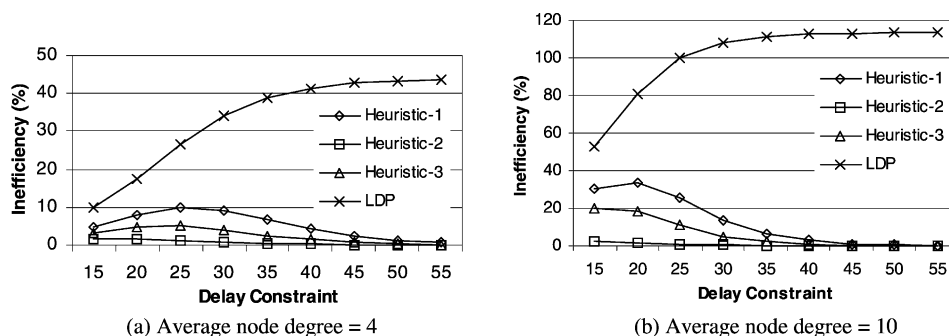 50
40
30
20
10
0
Inefficiency (%)
15 20 25 30 35 40 45 50 55
Delay Constraint
Heuristic-1
Heuristic-2
Heuristic-3
LDP
(a) Average node degree = 4
120
100
80
60
40
20
0
Inefficiency (%)
15 20 25 30 35 40 45 50 55
Delay Constraint
Heuristic-1
Heuristic-2
Heuristic-3
LDP
(b) Average node degree = 10